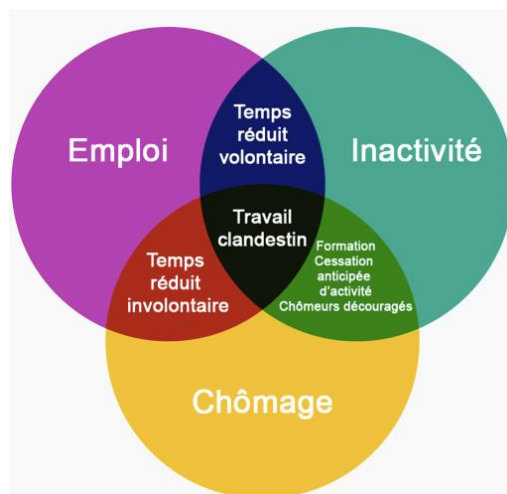 Emploi
Temps
réduit
volontaire
Inactivité
Travail
clandestin
Temps
réduit
involontaire
Formation
Cessation
anticipée
d'activité
Chômeurs découragés
Chômage